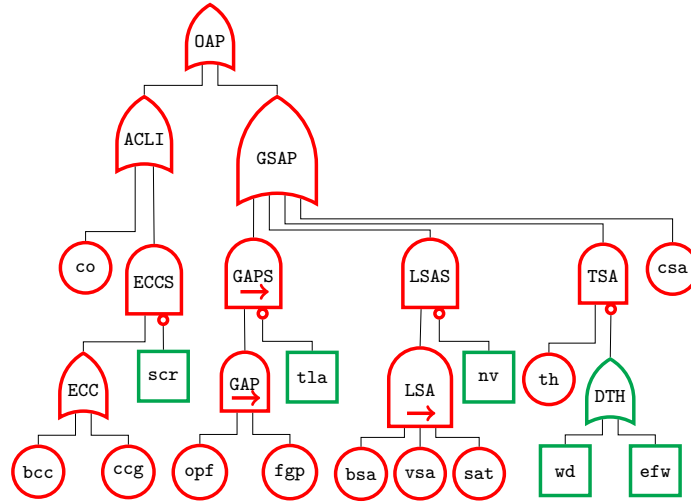 OAP
ACLI
GSAP
co
ECCS
GAPS
LSAS
TSA
csa
ECC
scr
GAP
tla
LSA
nv
th
DTH
bcc
ccg
opf
fgp
bsa
vsa
sat
wd
efw